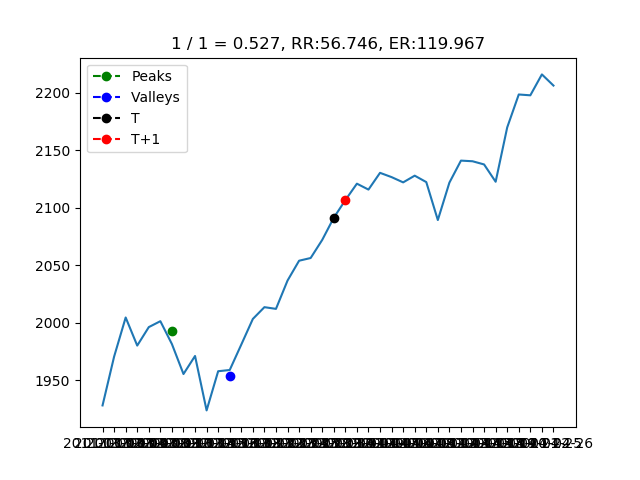 1 / 1 = 0.527, RR:56.746, ER:119.967
Peaks
Valleys
T
T+1
2200
2150
2100
2050
2000
1950